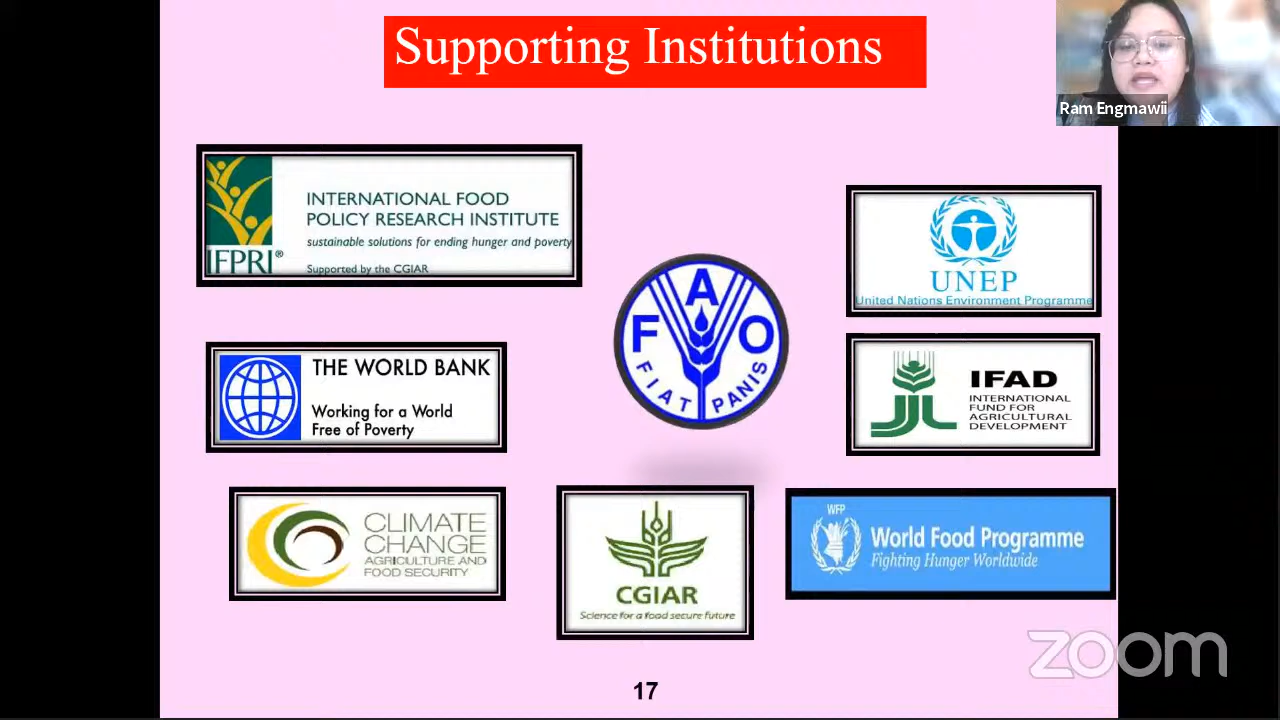 Supporting Institutions
Ram Engmawii
IFPRI®
INTERNATIONAL FOOD
POLICY RESEARCH INSTITUTE
sustainable solutions for ending hunger and poverty
Supported by the CGIAR
UNEP
United Nations Environment Programme
F A O
FIAT PANIS
THE WORLD BANK
Working for a World
Free of Poverty
IFAD
INTERNATIONAL
FUND FOR
AGRICULTURAL
DEVELOPMENT
CLIMATE
CHANGE
AGRICULTURE AND
FOOD SECURITY
CGIAR
Science for a food secure future
WFP
World Food Programme
Fighting Hunger Worldwide
zoom
17